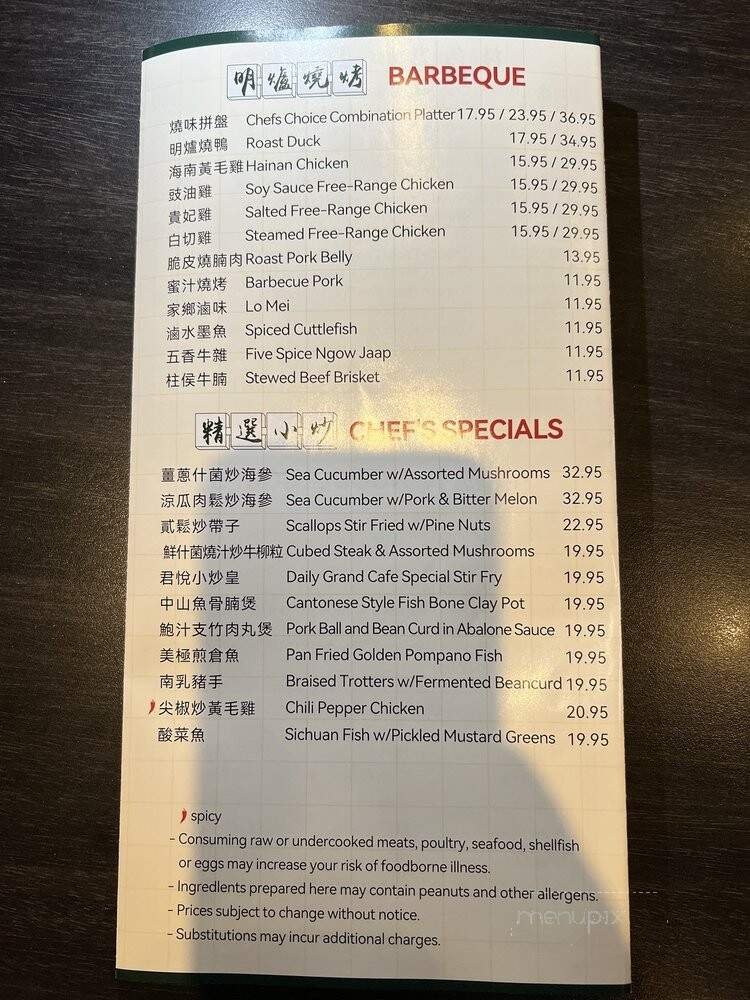 明爐燒烤 BARBEQUE
燒味拼盤 Chefs Choice Combination Platter 17.95 / 23.95 / 36.95
明爐燒鴨 Roast Duck 17.95 / 34.95
海南黃毛雞 Hainan Chicken 15.95 / 29.95
豉油雞 Soy Sauce Free-Range Chicken 15.95 / 29.95
貴妃雞 Salted Free-Range Chicken 15.95 / 29.95
白切雞 Steamed Free-Range Chicken 15.95 / 29.95
脆皮燒腩肉 Roast Pork Belly 13.95
蜜汁燒烤 Barbecue Pork 11.95
家鄉滷味 Lo Mei 11.95
滷水墨魚 Spiced Cuttlefish 11.95
五香牛雜 Five Spice Ngow Jaap 11.95
柱侯牛腩 Stewed Beef Brisket 11.95
精選小炒 CHEF'S SPECIALS
薑蔥什菌炒海參 Sea Cucumber w/Assorted Mushrooms 32.95
涼瓜肉鬆炒海參 Sea Cucumber w/Pork & Bitter Melon 32.95
貳鬆炒帶子 Scallops Stir Fried w/Pine Nuts 22.95
鮮什菌燒汁炒牛柳粒 Cubed Steak & Assorted Mushrooms 19.95
君悅小炒皇 Daily Grand Cafe Special Stir Fry 19.95
中山魚骨腩煲 Cantonese Style Fish Bone Clay Pot 19.95
鮑汁支竹肉丸煲 Pork Ball and Bean Curd in Abalone Sauce 19.95
美極煎倉魚 Pan Fried Golden Pompano Fish 19.95
南乳豬手 Braised Trotters w/Fermented Beancurd 19.95
尖椒炒黃毛雞 Chili Pepper Chicken 20.95
酸菜魚 Sichuan Fish w/Pickled Mustard Greens 19.95
spicy
- Consuming raw or undercooked meats, poultry, seafood, shellfish
or eggs may increase your risk of foodborne illness.
- Ingredlents prepared here may contain peanuts and other allergens.
- Prices subject to change without notice.
- Substitutions may incur additional charges.
menupix